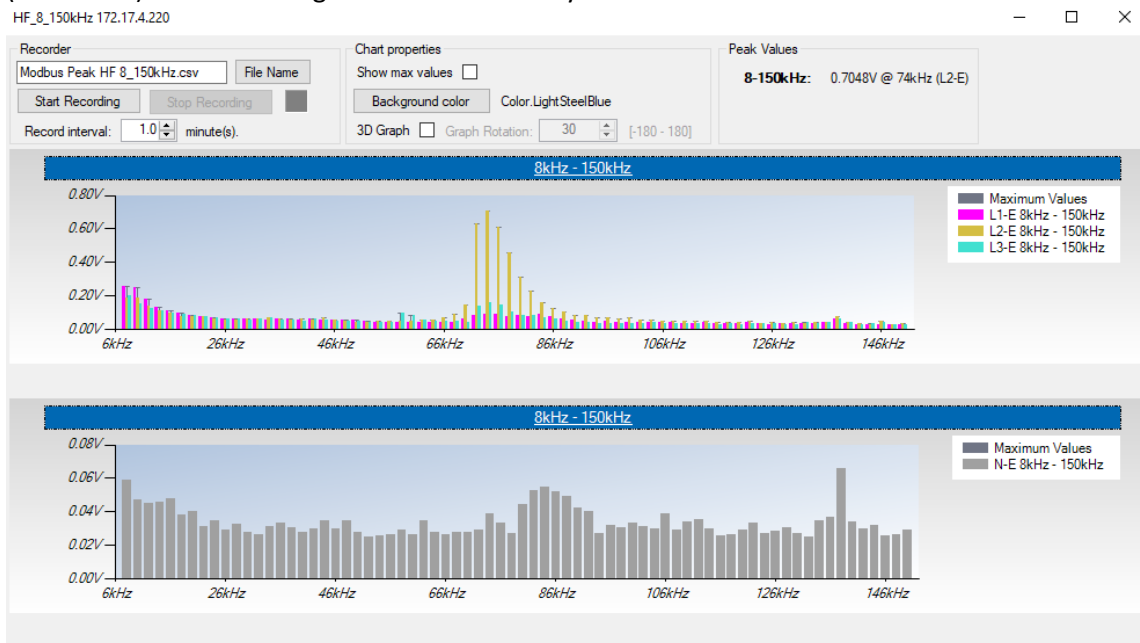 HF_8_150kHz 172.17.4.220
Recorder
Modbus Peak HF 8_150kHz.csv File Name
Start Recording Stop Recording
Record interval: 1.0 minute(s).
Chart properties
Show max values
Background color Color.LightSteelBlue
3D Graph Graph Rotation: 30 [-180 - 180]
Peak Values
8-150kHz: 0.7048V @ 74kHz (L2-E)
8kHz - 150kHz
0.80V
0.60V
0.40V
0.20V
0.00V
6kHz 26kHz 46kHz 66kHz 86kHz 106kHz 126kHz 146kHz
Maximum Values
L1-E 8kHz - 150kHz
L2-E 8kHz - 150kHz
L3-E 8kHz - 150kHz
8kHz - 150kHz
0.08V
0.06V
0.04V
0.02V
0.00V
6kHz 26kHz 46kHz 66kHz 86kHz 106kHz 126kHz 146kHz
Maximum Values
N-E 8kHz - 150kHz